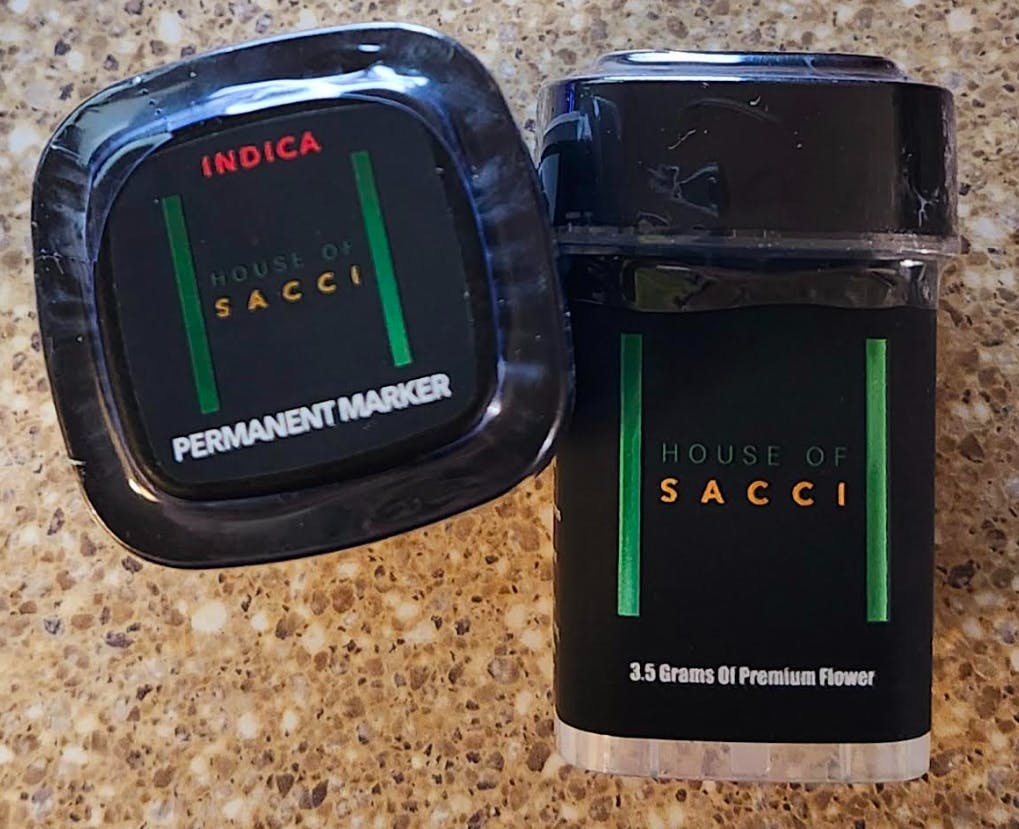 INDICA
HOUSE OF
SACCI
PERMANENT MARKER
HOUSE OF
SACCI
3.5 Grams Of Premium Flower